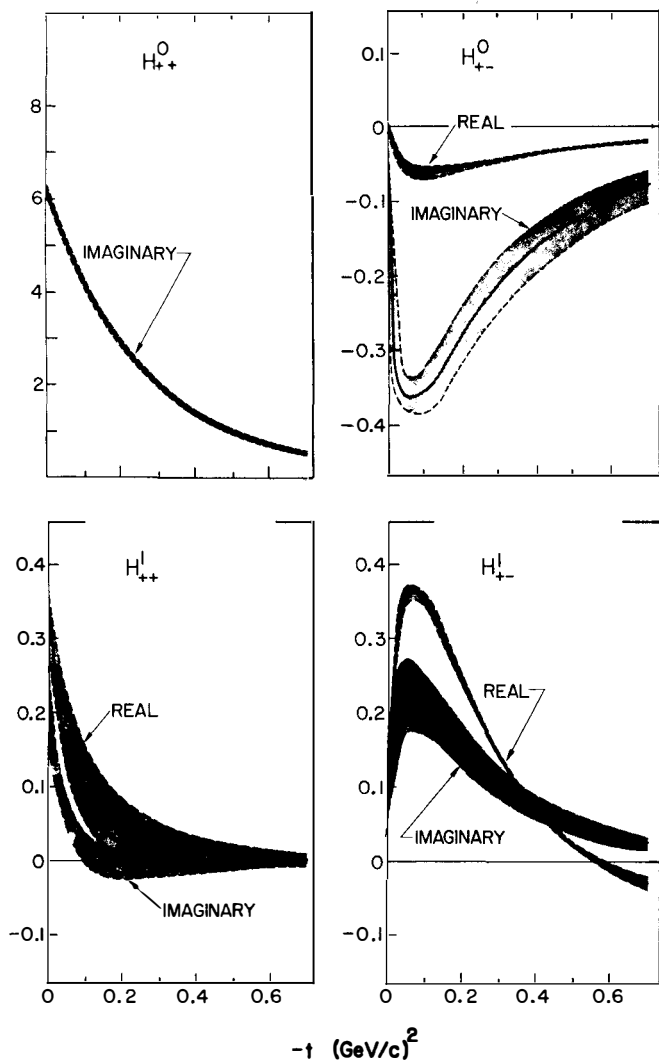 H⁰₊₊
8
6
4
2
0
IMAGINARY
H⁰₊₋
0.1
0
-0.1
-0.2
-0.3
-0.4
REAL
IMAGINARY
H¹₊₊
0.4
0.3
0.2
0.1
0
-0.1
REAL
IMAGINARY
0 0.2 0.4 0.6
H¹₊₋
0.4
0.3
0.2
0.1
0
-0.1
REAL
IMAGINARY
0 0.2 0.4 0.6
-t (GeV/c)²